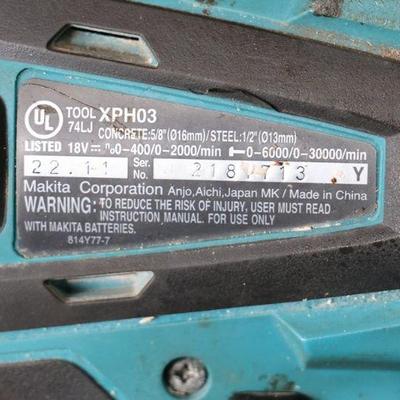 UL TOOL XPH03
74LJ CONCRETE:5/8"(Ø16mm)/STEEL:1/2"(Ø13mm)
LISTED 18V⎓ n0 0-400/0-2000/min 0-6000/0-30000/min
22.11 Ser. No. Y
Makita Corporation Anjo,Aichi,Japan MK / Made in China
WARNING: TO REDUCE THE RISK OF INJURY, USER MUST READ
INSTRUCTION MANUAL. FOR USE ONLY
WITH MAKITA BATTERIES.
814Y77-7